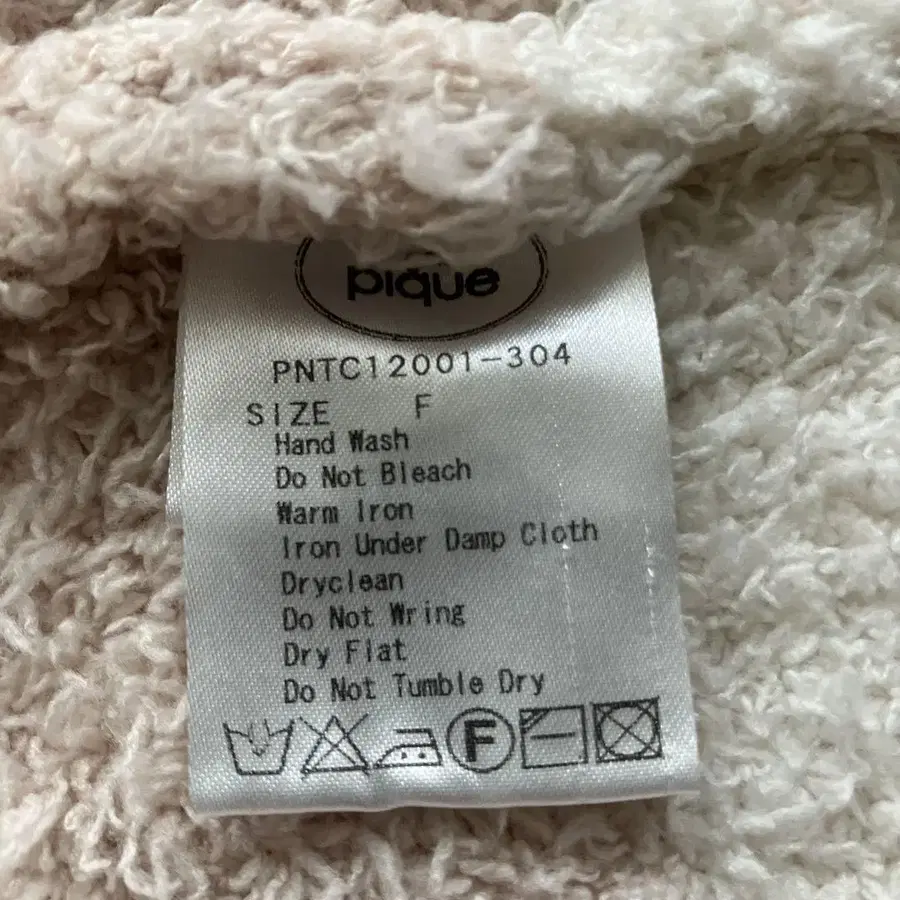 pique
PNTC12001-304
SIZE F
Hand Wash
Do Not Bleach
Warm Iron
Iron Under Damp Cloth
Dryclean
Do Not Wring
Dry Flat
Do Not Tumble Dry
F